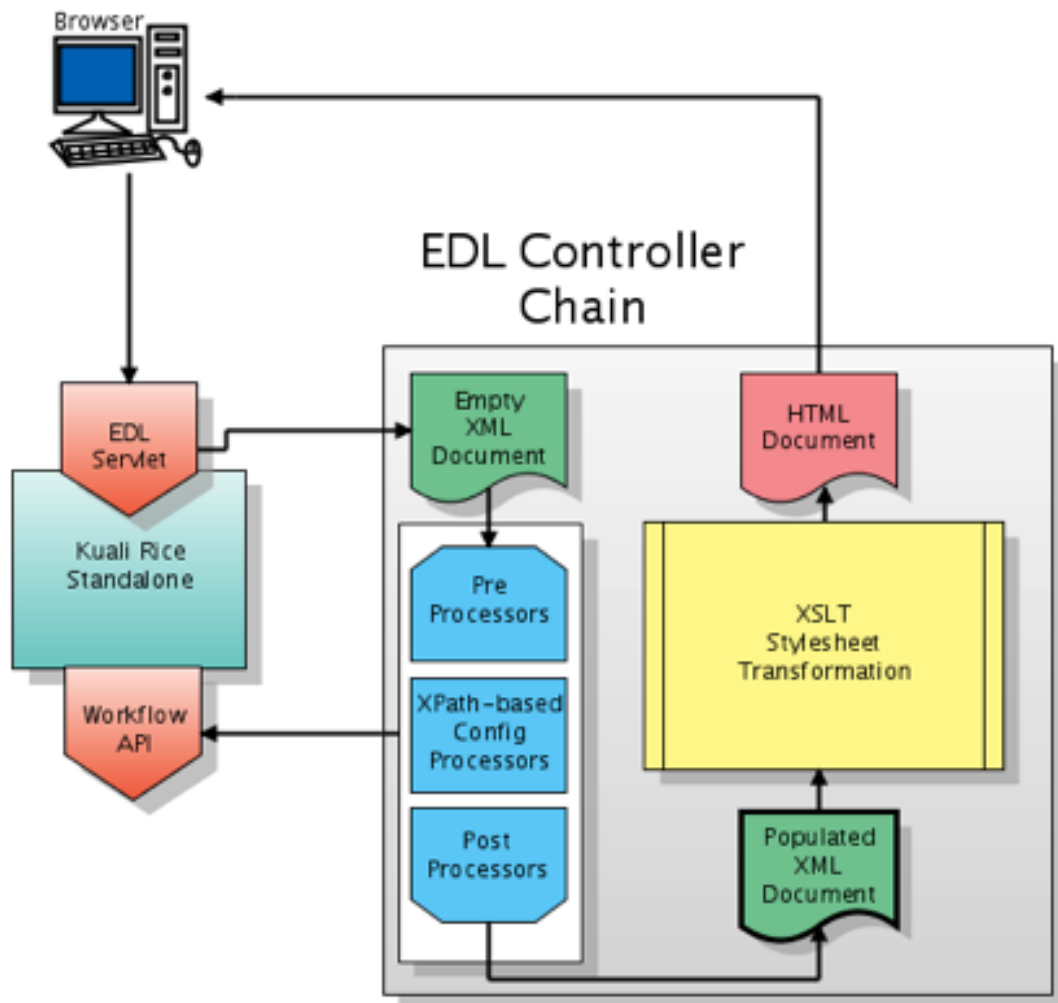 Browser
EDL Controller
Chain
EDL
Servlet
Kuali Rice
Standalone
Workflow
API
Empty
XML
Document
Pre
Processors
XPath-based
Config
Processors
Post
Processors
HTML
Document
XSLT
Stylesheet
Transformation
Populated
XML
Document